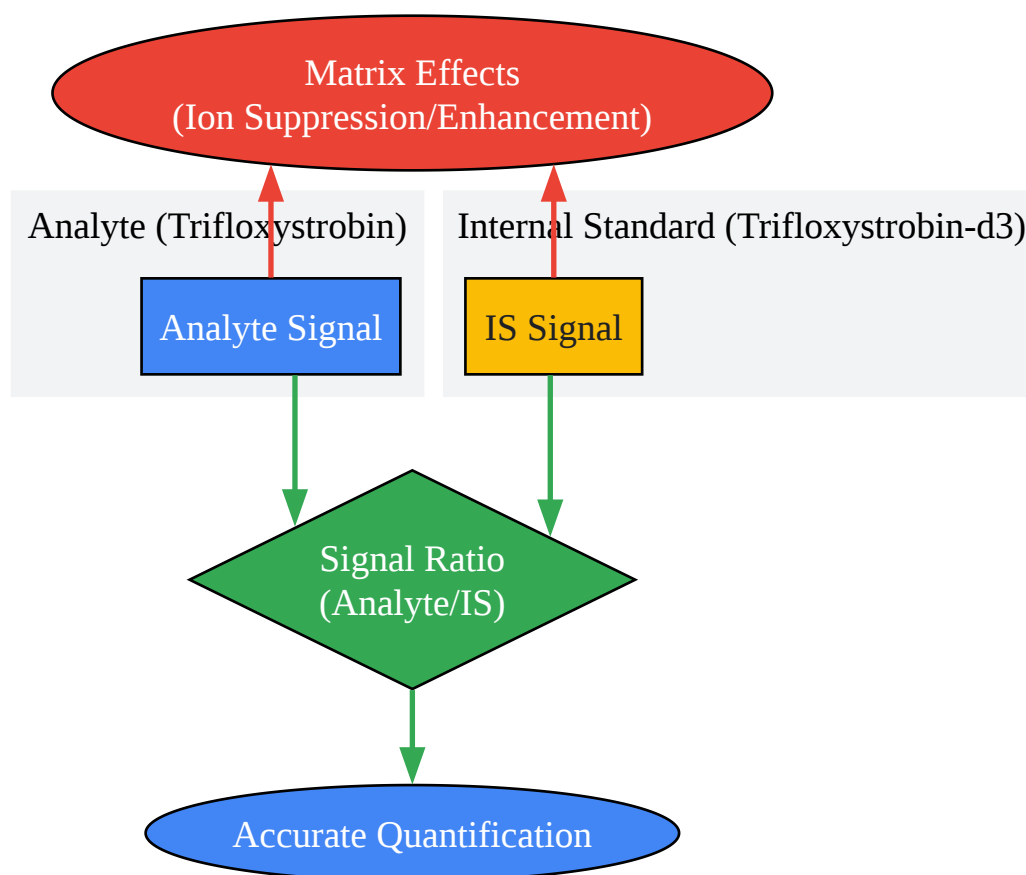 Matrix Effects
(Ion Suppression/Enhancement)
Analyte (Trifloxystrobin)
Internal Standard (Trifloxystrobin-d3)
Analyte Signal
IS Signal
Signal Ratio
(Analyte/IS)
Accurate Quantification